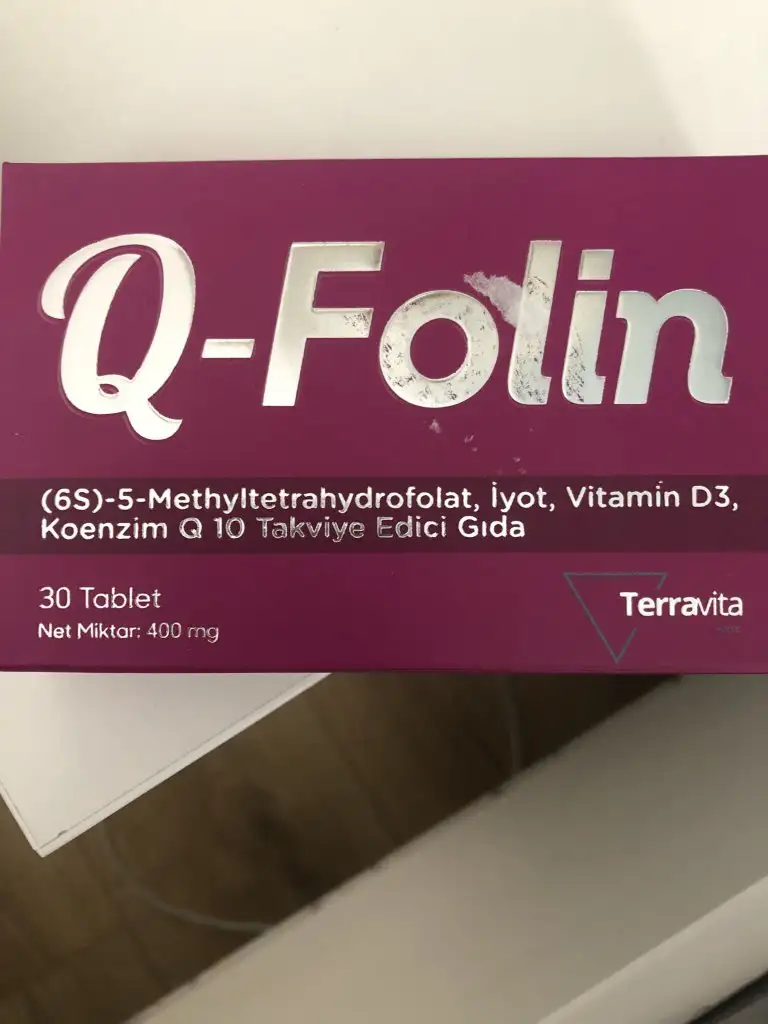 Q-Folin
(6S)-5-Methyltetrahydrofolat, İyot, Vitamin D3,
Koenzim Q 10 Takviye Edici Gıda
30 Tablet
Net Miktar: 400 mg
Terravita